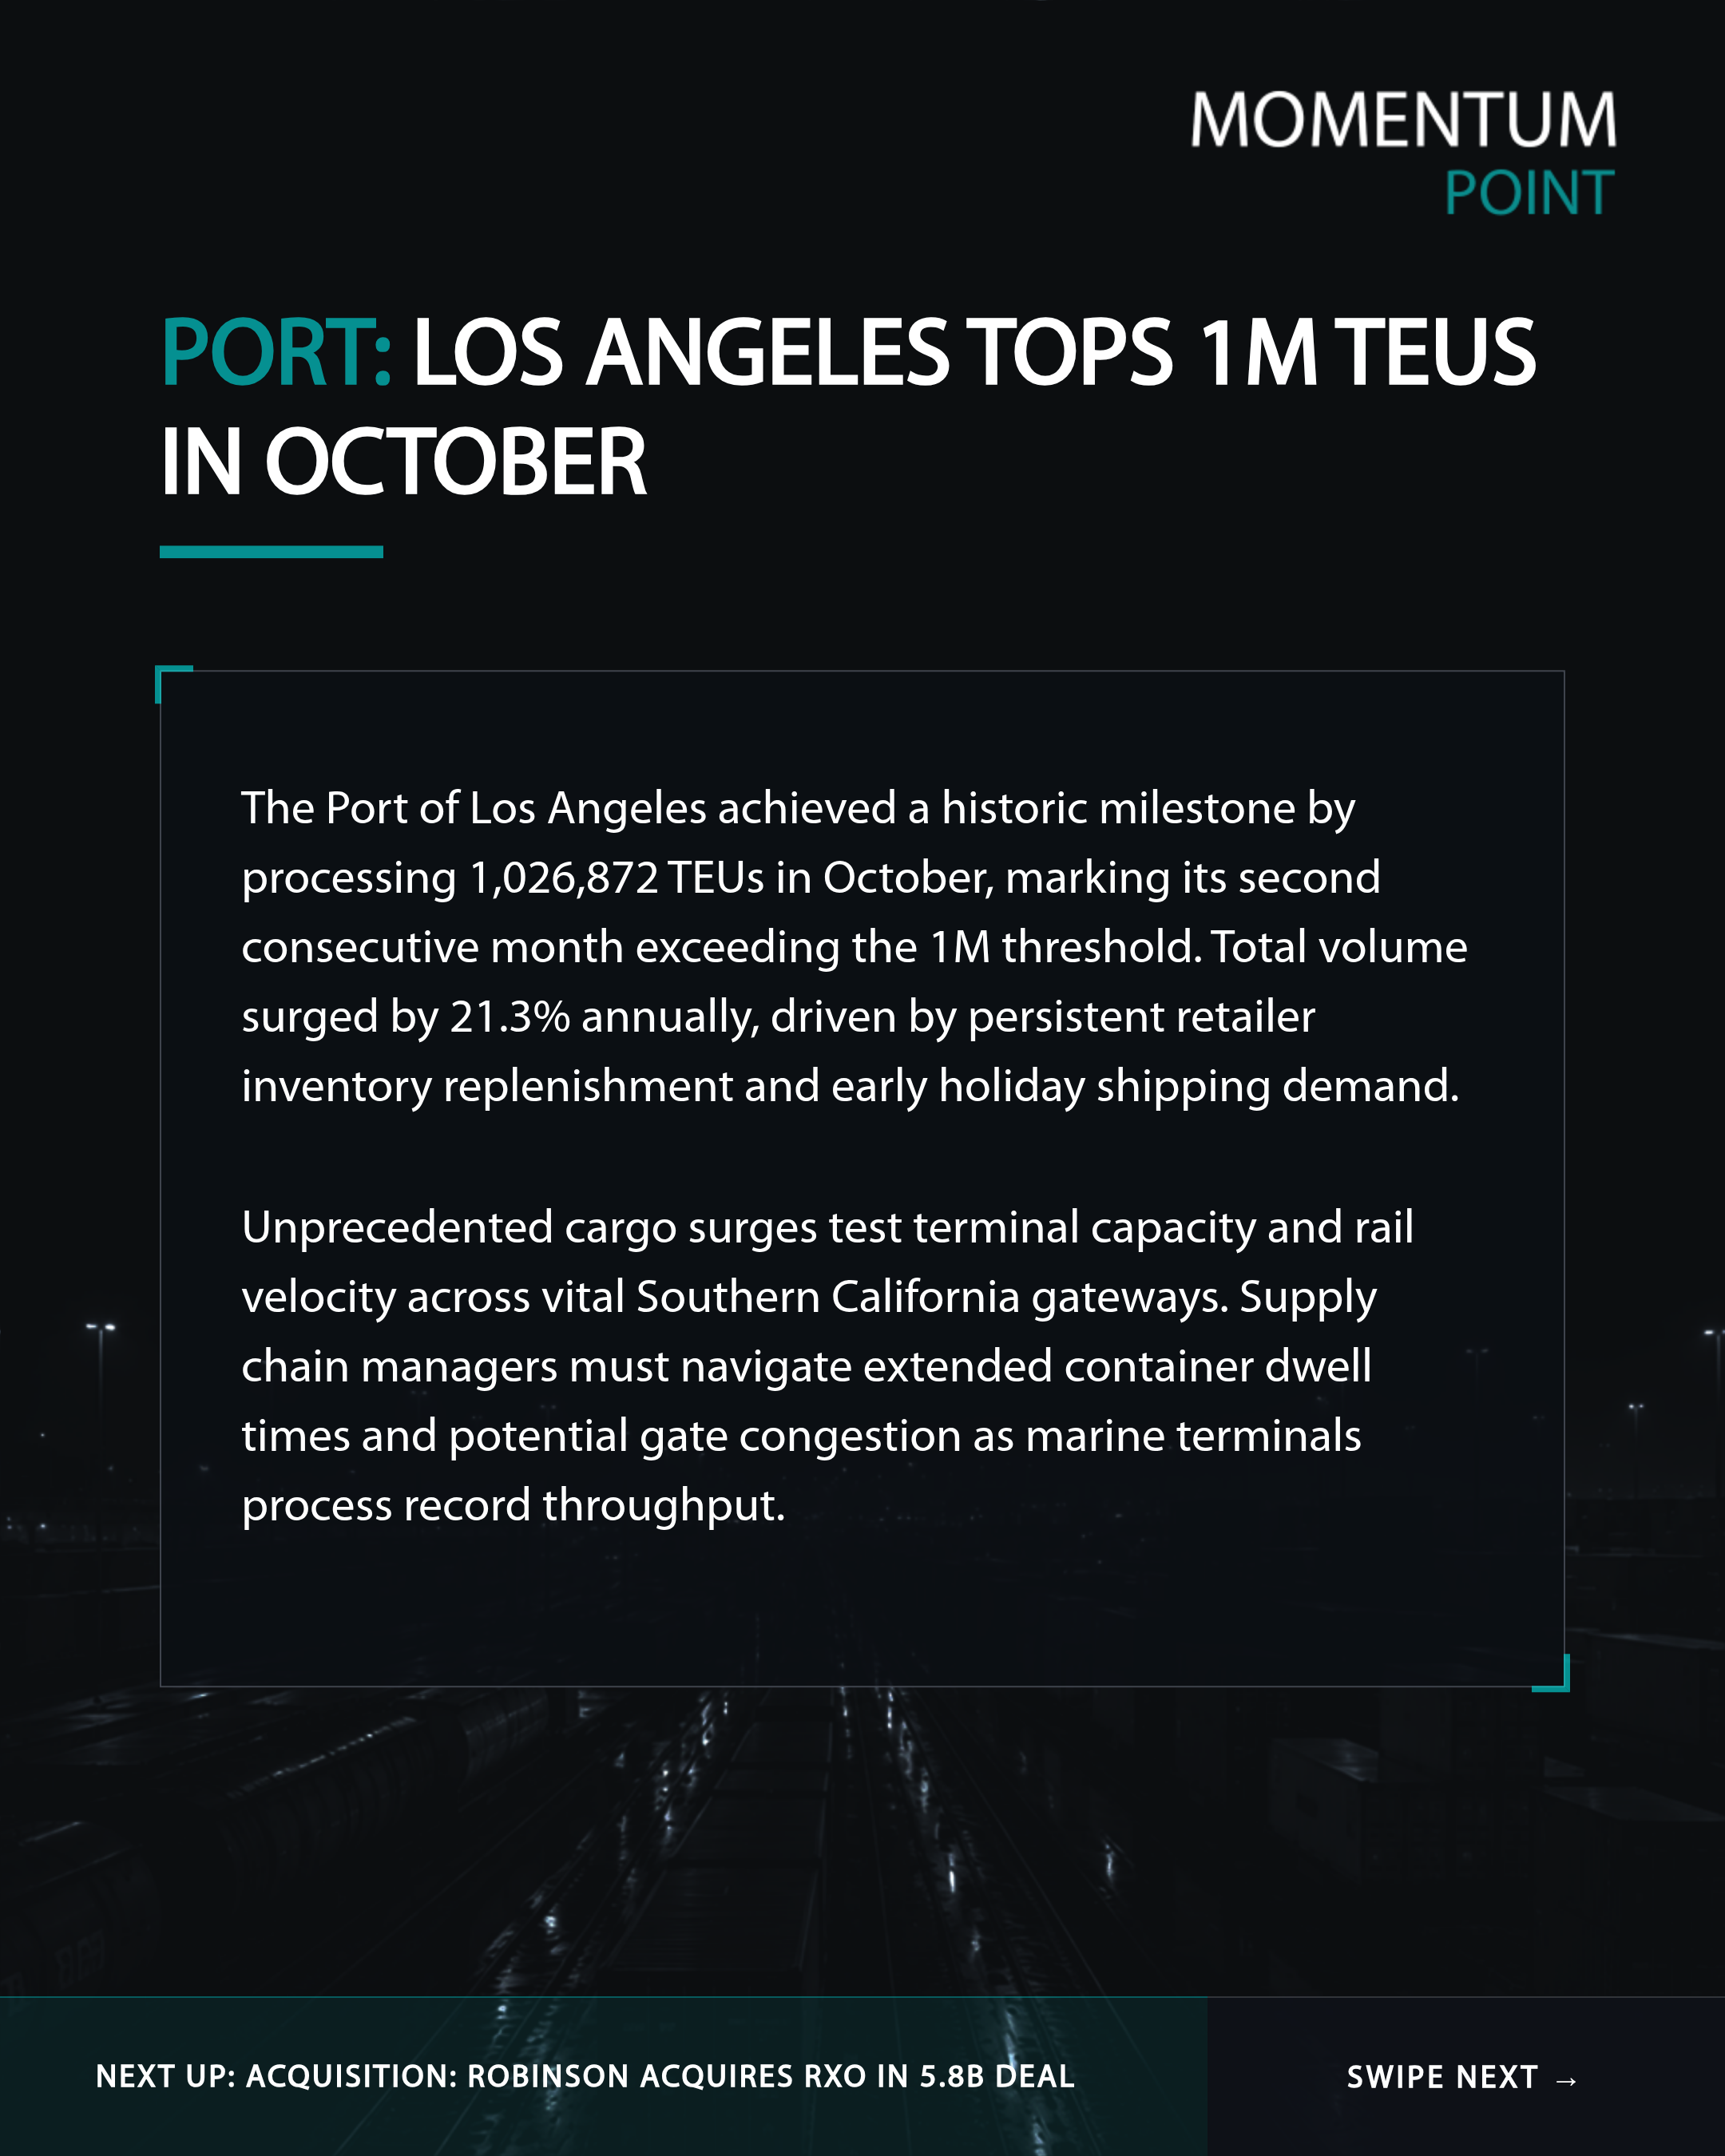 MOMENTUM
POINT
PORT: LOS ANGELES TOPS 1M TEUS
IN OCTOBER
The Port of Los Angeles achieved a historic milestone by
processing 1,026,872 TEUs in October, marking its second
consecutive month exceeding the 1M threshold. Total volume
surged by 21.3% annually, driven by persistent retailer
inventory replenishment and early holiday shipping demand.
Unprecedented cargo surges test terminal capacity and rail
velocity across vital Southern California gateways. Supply
chain managers must navigate extended container dwell
times and potential gate congestion as marine terminals
process record throughput.
NEXT UP: ACQUISITION: ROBINSON ACQUIRES RXO IN 5.8B DEAL
SWIPE NEXT →